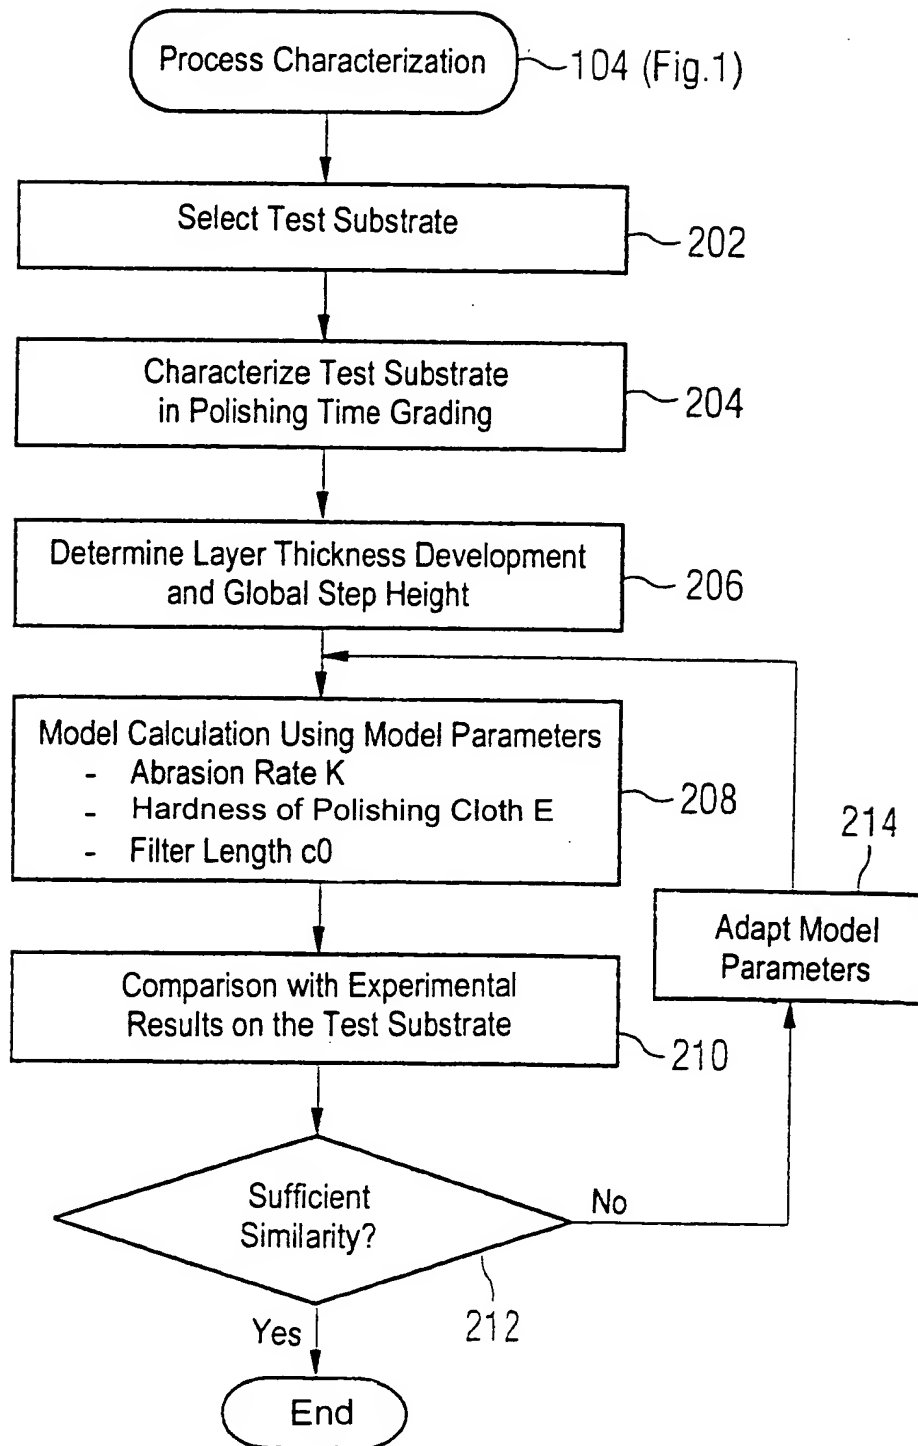 Process Characterization
104 (Fig.1)
Select Test Substrate
202
Characterize Test Substrate
in Polishing Time Grading
204
Determine Layer Thickness Development
and Global Step Height
206
Model Calculation Using Model Parameters
- Abrasion Rate K
- Hardness of Polishing Cloth E
- Filter Length c0
208
214
Adapt Model
Parameters
Comparison with Experimental
Results on the Test Substrate
210
Sufficient
Similarity?
No
212
Yes
End